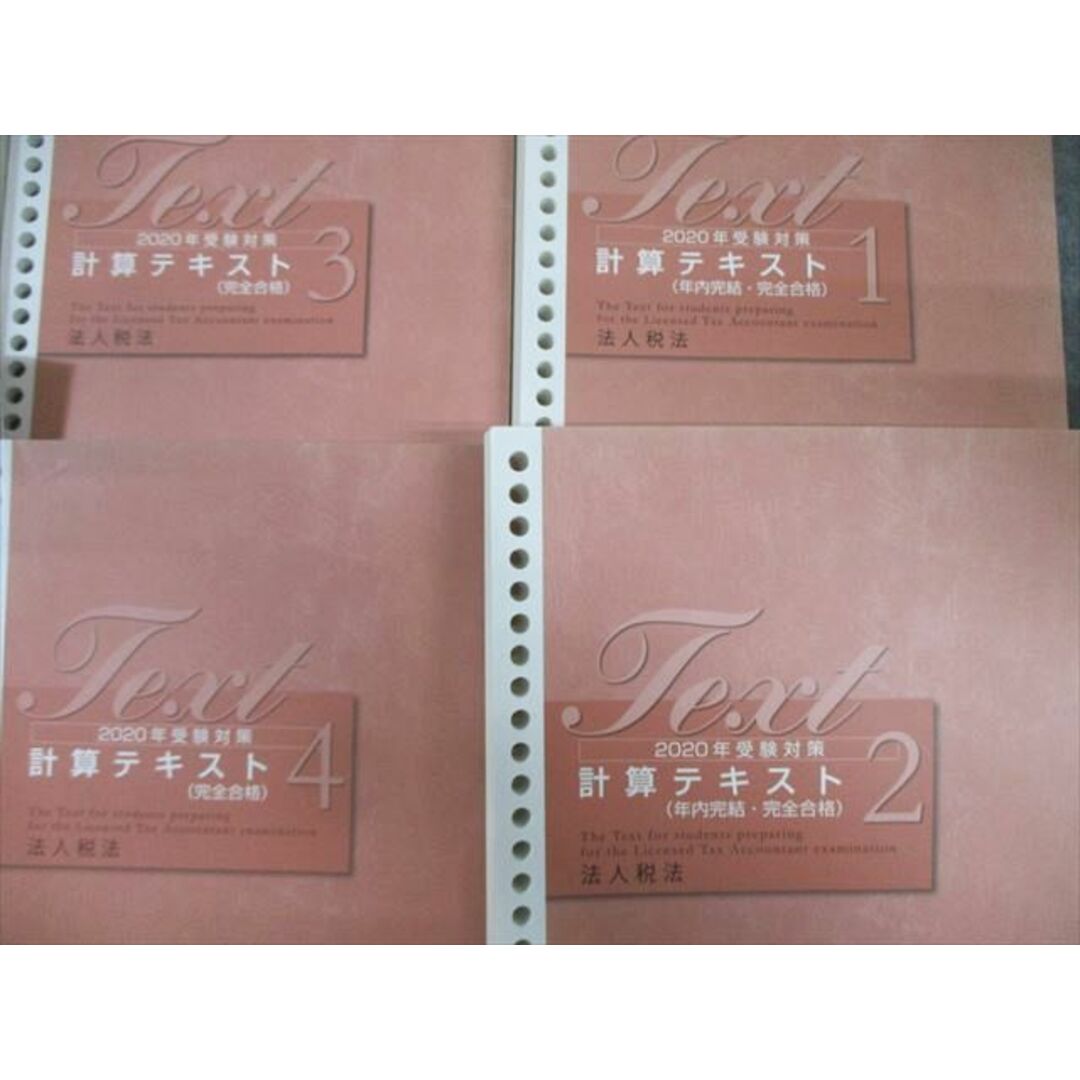 Text
2020年受験対策
計算テキスト 3
(完全合格)
The Text for students preparing
for the Licensed Tax Accountant examination
法人税法
Text
2020年受験対策
計算テキスト 1
(年内完結・完全合格)
The Text for students preparing
for the Licensed Tax Accountant examination
法人税法
Text
2020年受験対策
計算テキスト 4
(完全合格)
The Text for students preparing
for the Licensed Tax Accountant examination
法人税法
Text
2020年受験対策
計算テキスト 2
(年内完結・完全合格)
The Text for students preparing
for the Licensed Tax Accountant examination
法人税法